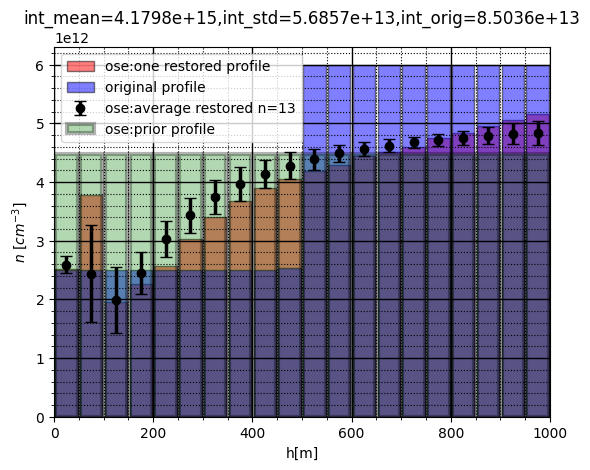 int_mean=4.1798e+15,int_std=5.6857e+13,int_orig=8.5036e+13
1e12
ose:one restored profile
original profile
ose:average restored n=13
ose:prior profile
6
5
4
3
2
1
0
n [cm⁻³]
0 200 400 600 800 1000
h[m]